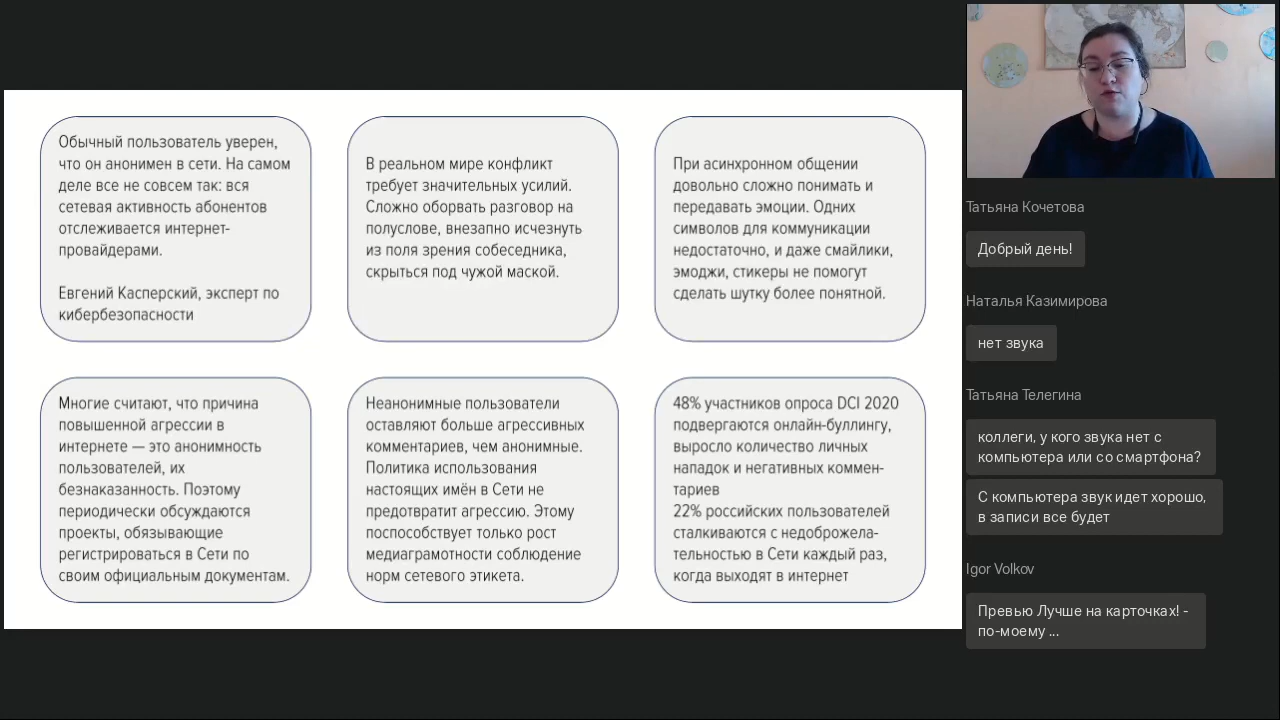 Обычный пользователь уверен,
что он анонимен в сети. На самом
деле все не совсем так: вся
сетевая активность абонентов
отслеживается интернет-
провайдерами.
Евгений Касперский, эксперт по
кибербезопасности
В реальном мире конфликт
требует значительных усилий.
Сложно оборвать разговор на
полуслове, внезапно исчезнуть
из поля зрения собеседника,
скрыться под чужой маской.
При асинхронном общении
довольно сложно понимать и
передавать эмоции. Одних
символов для коммуникации
недостаточно, и даже смайлики,
эмоджи, стикеры не помогут
сделать шутку более понятной.
Многие считают, что причина
повышенной агрессии в
интернете — это анонимность
пользователей, их
безнаказанность. Поэтому
периодически обсуждаются
проекты, обязывающие
регистрироваться в Сети по
своим официальным документам.
Неанонимные пользователи
оставляют больше агрессивных
комментариев, чем анонимные.
Политика использования
настоящих имён в Сети не
предотвратит агрессию. Этому
поспособствует только рост
медиаграмотности соблюдение
норм сетевого этикета.
48% участников опроса DCI 2020
подвергаются онлайн-буллингу,
выросло количество личных
нападок и негативных коммен-
тариев
22% российских пользователей
сталкиваются с недоброжела-
тельностью в Сети каждый раз,
когда выходят в интернет
Татьяна Кочетова
Добрый день!
Наталья Казимирова
нет звука
Татьяна Телегина
коллеги, у кого звука нет с
компьютера или со смартфона?
С компьютера звук идет хорошо,
в записи все будет
Igor Volkov
Превью Лучше на карточках! -
по-моему ...